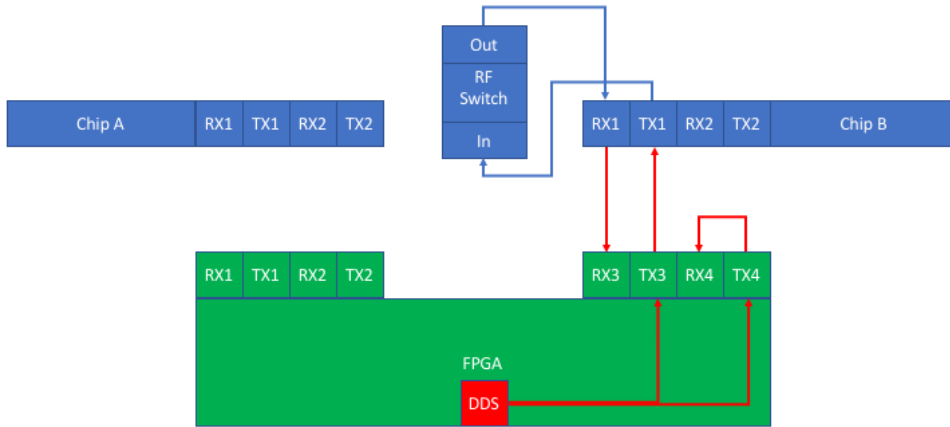 Out
RF
Switch
In
Chip A RX1 TX1 RX2 TX2
RX1 TX1 RX2 TX2 Chip B
RX1 TX1 RX2 TX2
RX3 TX3 RX4 TX4
FPGA
DDS